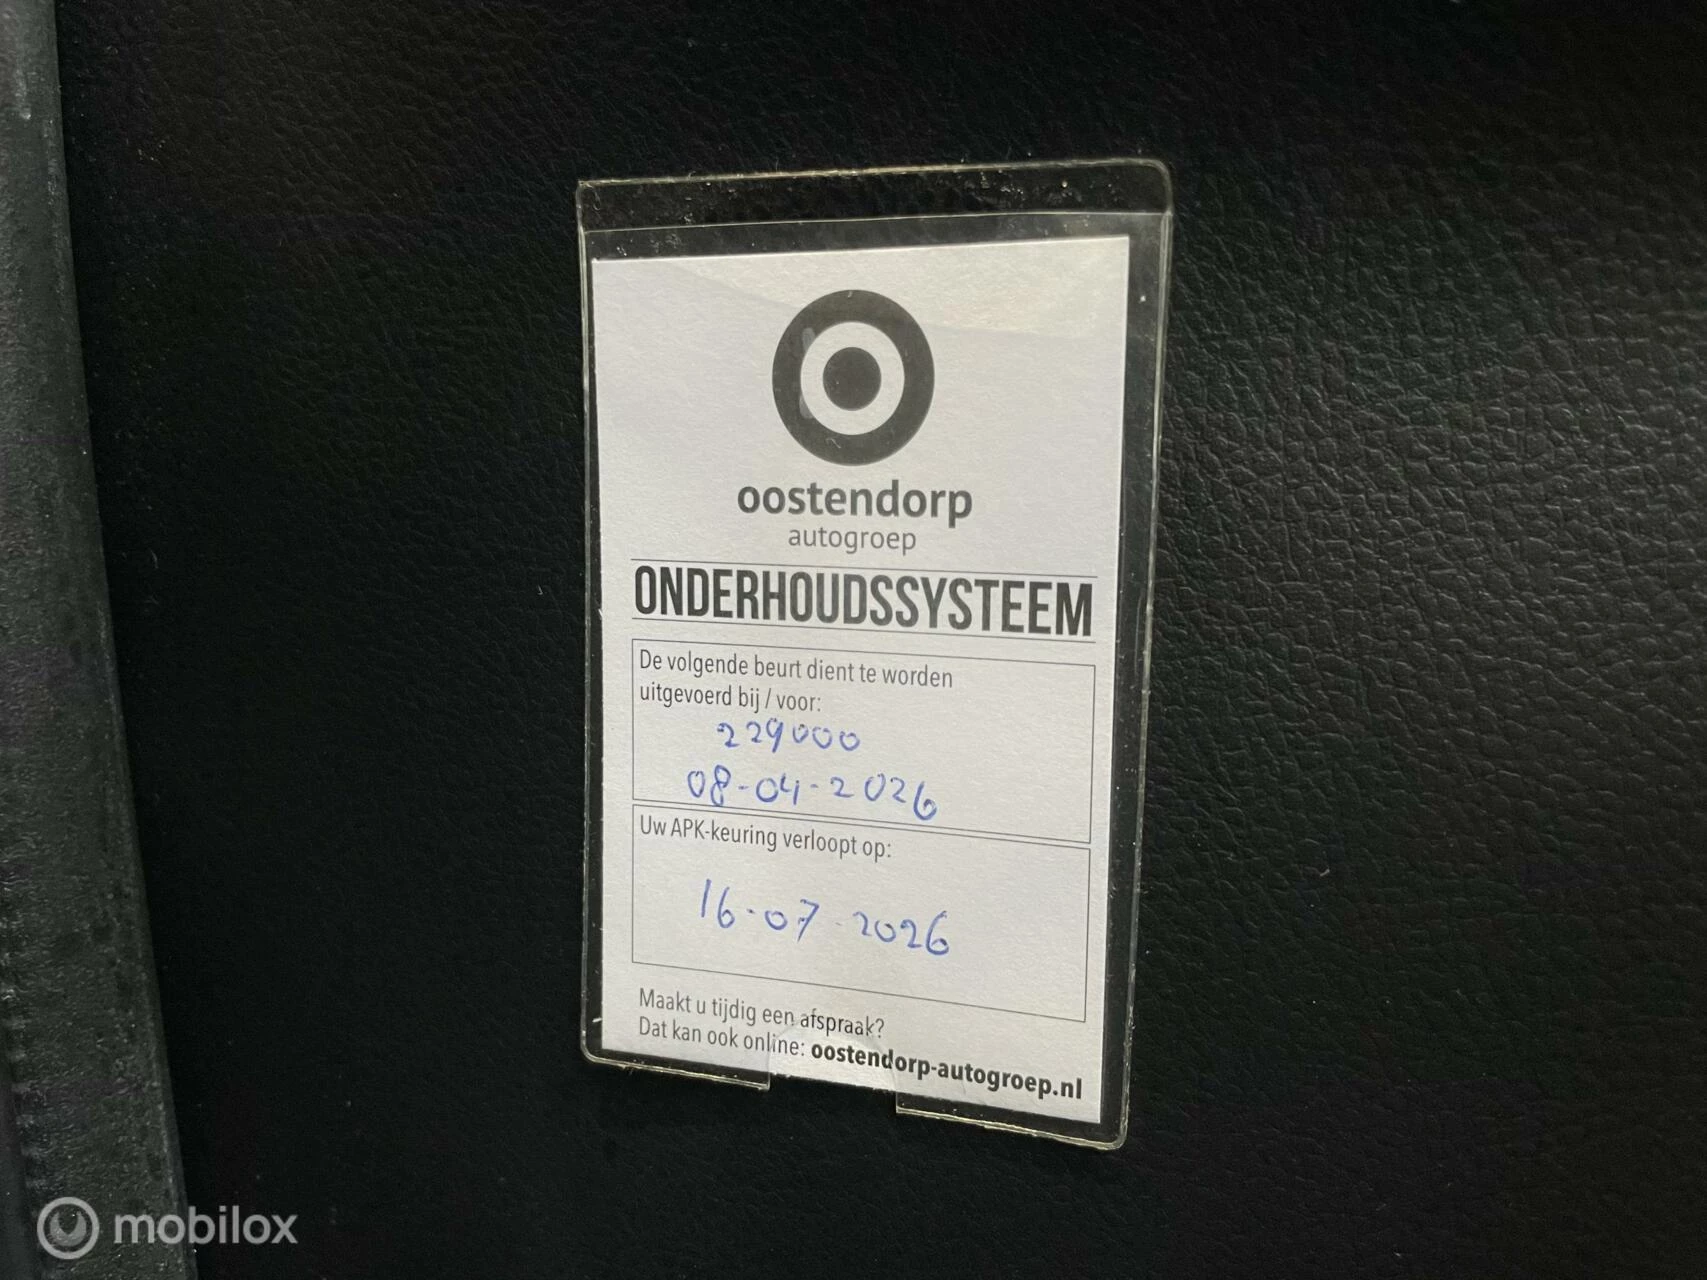 oostendorp
autogroep
ONDERHOUDSSYSTEEM
De volgende beurt dient te worden
uitgevoerd bij / voor:
229000
08-04-2026
Uw APK-keuring verloopt op:
16-07-2026
Maakt u tijdig een afspraak?
Dat kan ook online: oostendorp-autogroep.nl
mobilox